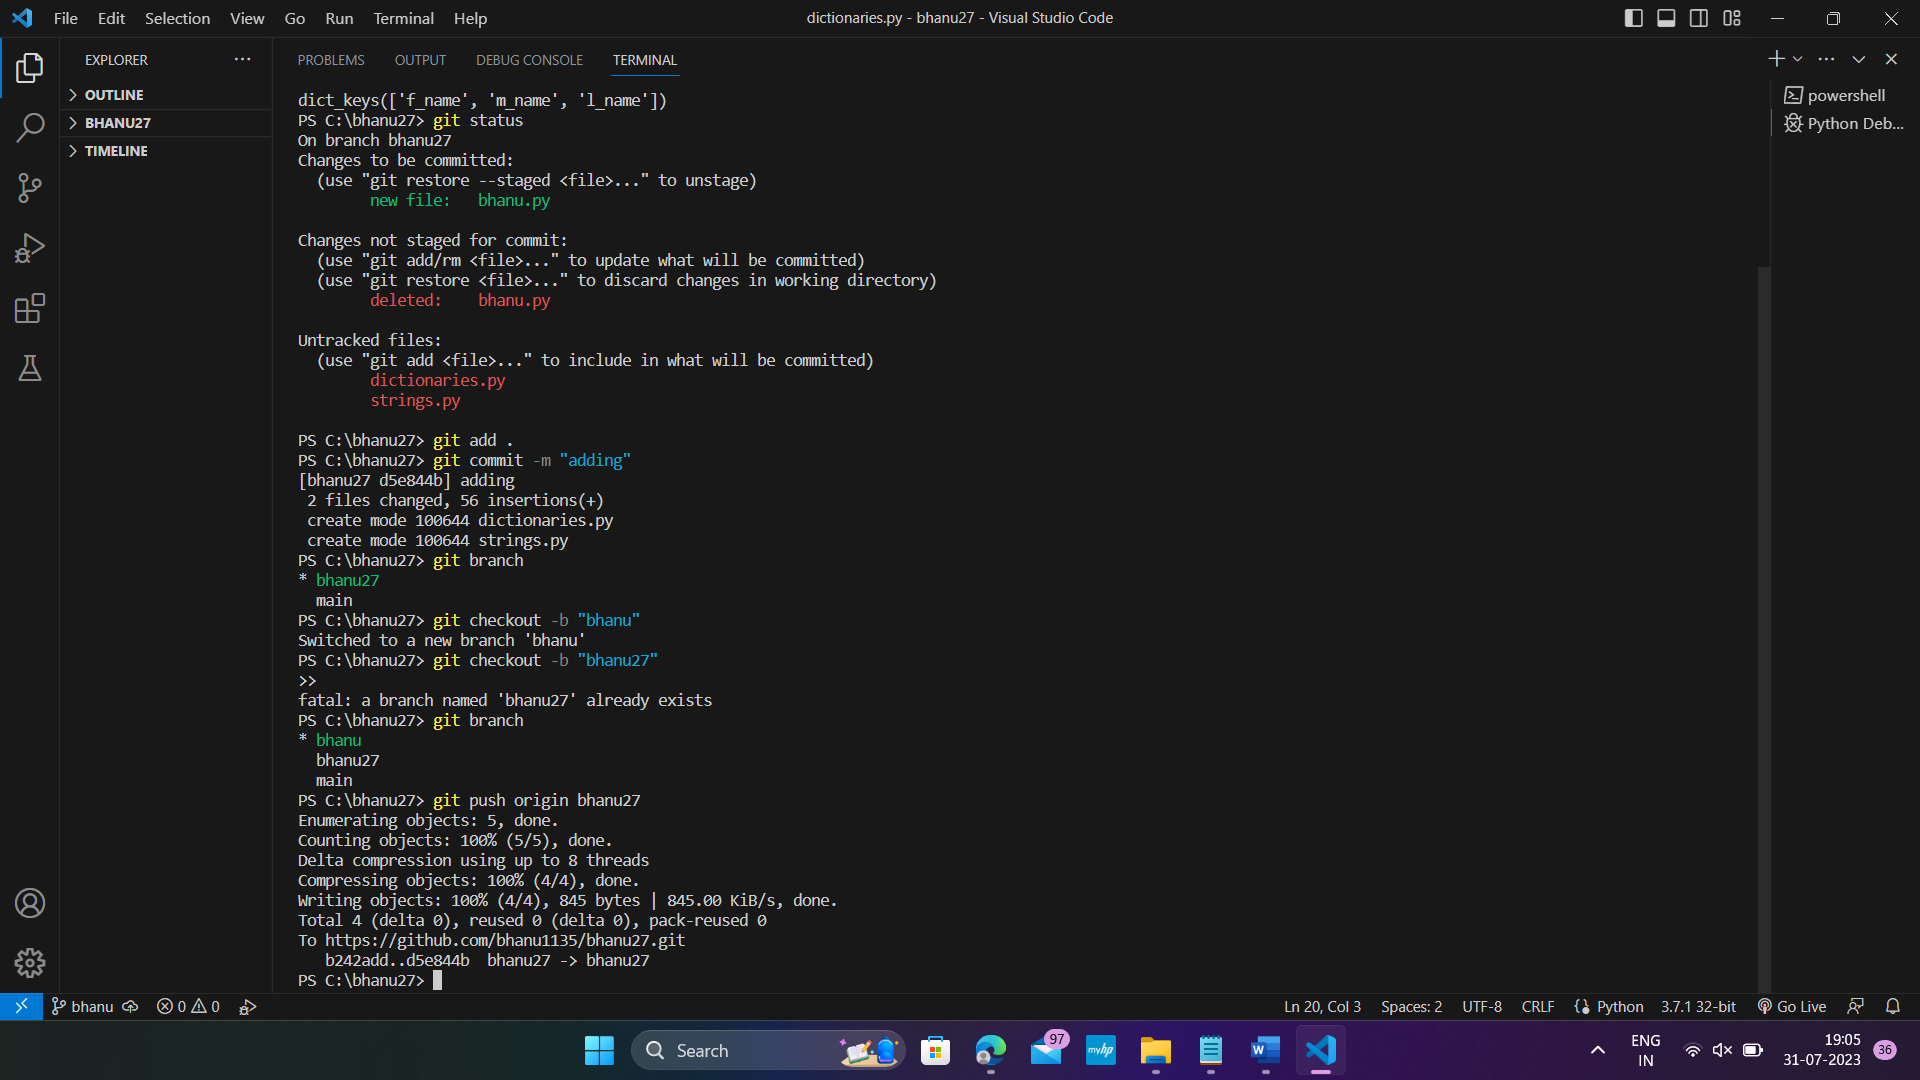 File Edit Selection View Go Run Terminal Help
dictionaries.py - bhanu27 - Visual Studio Code
EXPLORER
OUTLINE
BHANU27
TIMELINE
PROBLEMS OUTPUT DEBUG CONSOLE TERMINAL
powershell
Python Deb...
dict_keys(['f_name', 'm_name', 'l_name'])
PS C:\bhanu27> git status
On branch bhanu27
Changes to be committed:
  (use "git restore --staged <file>..." to unstage)
        new file:   bhanu.py

Changes not staged for commit:
  (use "git add/rm <file>..." to update what will be committed)
  (use "git restore <file>..." to discard changes in working directory)
        deleted:    bhanu.py

Untracked files:
  (use "git add <file>..." to include in what will be committed)
        dictionaries.py
        strings.py

PS C:\bhanu27> git add .
PS C:\bhanu27> git commit -m "adding"
[bhanu27 d5e844b] adding
 2 files changed, 56 insertions(+)
 create mode 100644 dictionaries.py
 create mode 100644 strings.py
PS C:\bhanu27> git branch
* bhanu27
  main
PS C:\bhanu27> git checkout -b "bhanu"
Switched to a new branch 'bhanu'
PS C:\bhanu27> git checkout -b "bhanu27"
>>
fatal: a branch named 'bhanu27' already exists
PS C:\bhanu27> git branch
* bhanu
  bhanu27
  main
PS C:\bhanu27> git push origin bhanu27
Enumerating objects: 5, done.
Counting objects: 100% (5/5), done.
Delta compression using up to 8 threads
Compressing objects: 100% (4/4), done.
Writing objects: 100% (4/4), 845 bytes | 845.00 KiB/s, done.
Total 4 (delta 0), reused 0 (delta 0), pack-reused 0
To https://github.com/bhanu1135/bhanu27.git
   b242add..d5e844b  bhanu27 -> bhanu27
PS C:\bhanu27>
bhanu 0 0 Ln 20, Col 3 Spaces: 2 UTF-8 CRLF Python 3.7.1 32-bit Go Live
Search 97 myhp W ENG IN 19:05 31-07-2023 36